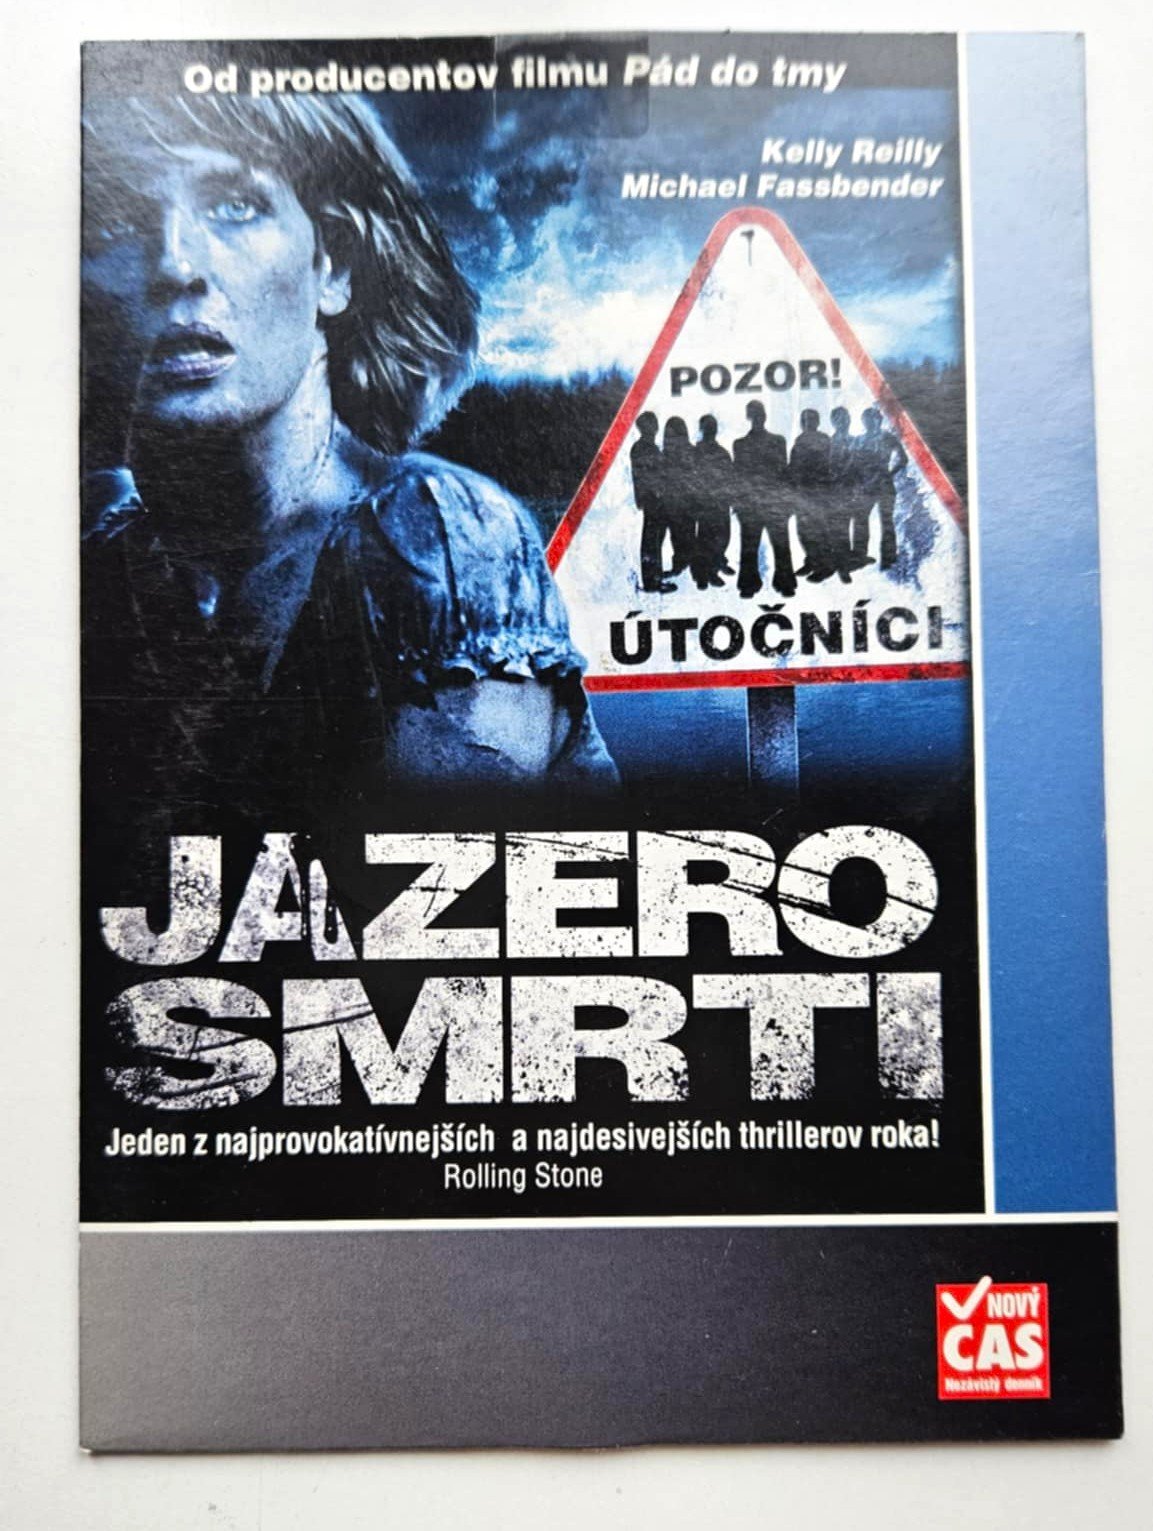 Od producentov filmu Pád do tmy
Kelly Reilly
Michael Fassbender
POZOR!
ÚTOČNÍCI
JAZERO
SMRTI
Jeden z najprovokatívnejších a najdesivejších thrillerov roka!
Rolling Stone
NOVÝ
ČAS
Nezávislý denník